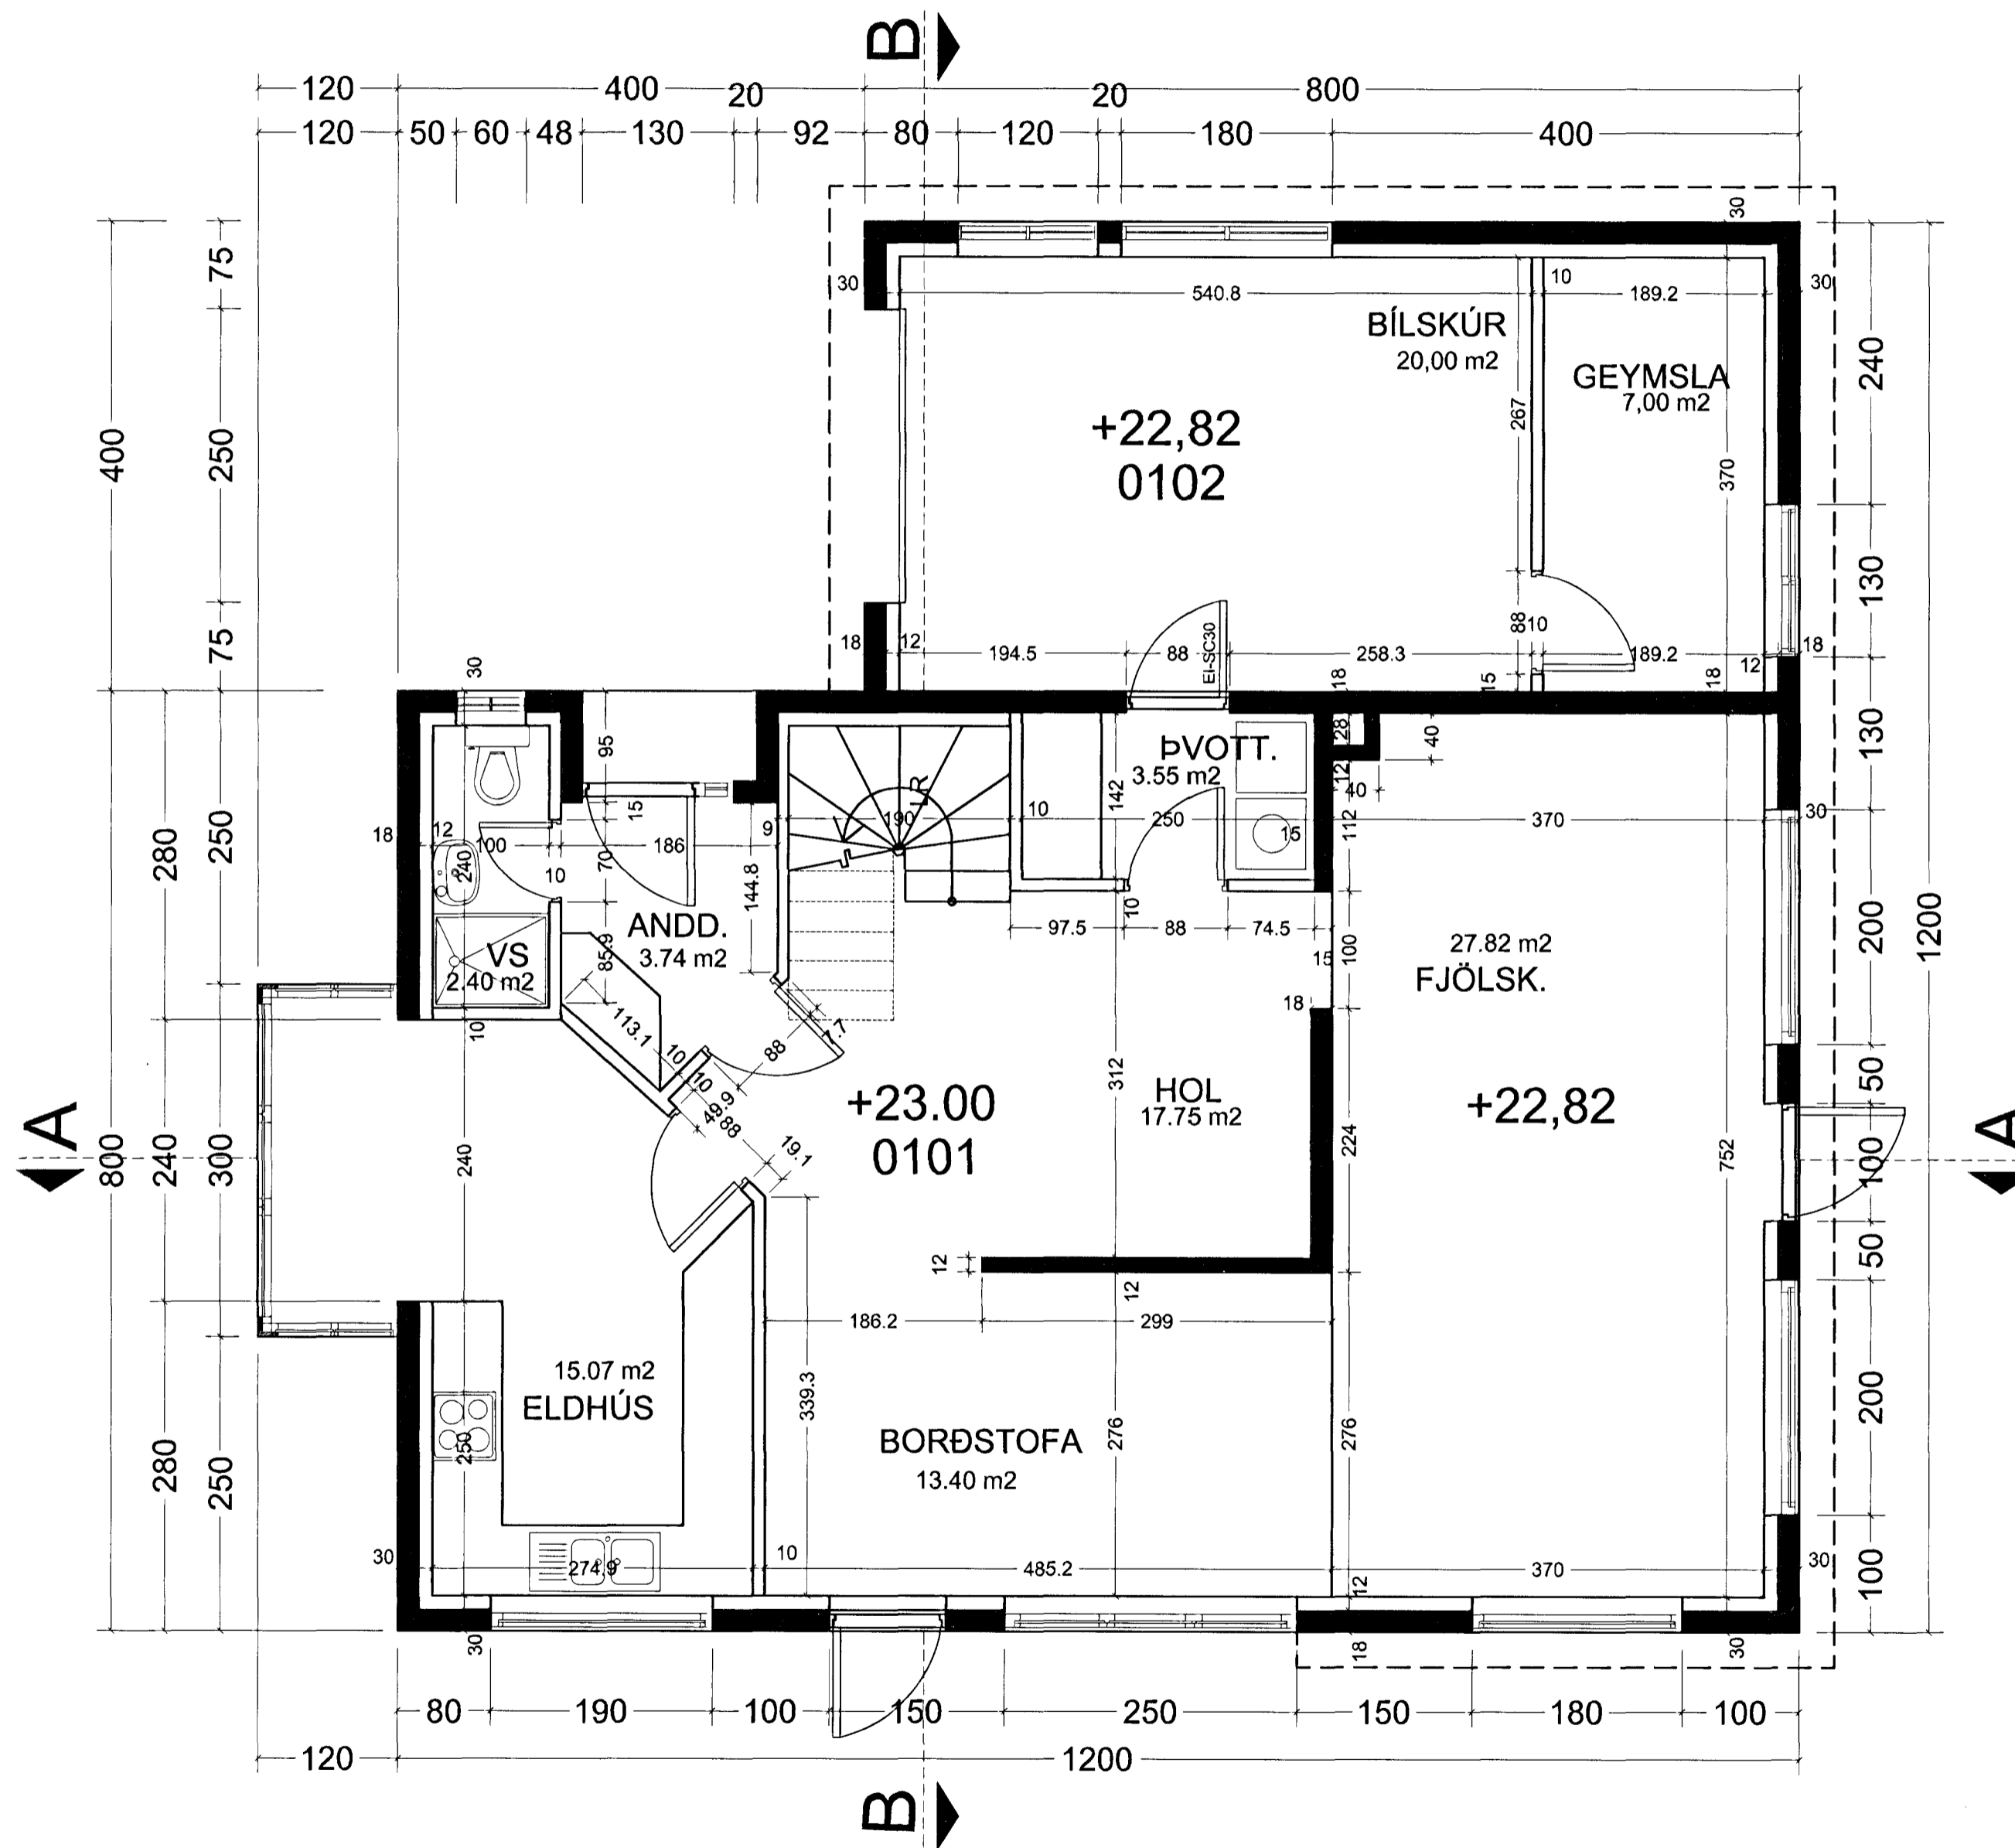 B
120 400 20 20 800
120 50 60 48 130 92 80 120 180 400
30
75
30 540.8 10 189.2 30
BÍLSKÚR
20,00 m2
GEYMSLA
7,00 m2
240
267
+22,82
0102
400
250
370
130
75
18 12 194.5 88 EI-SC30 258.3 88 10 189.2 12 18
18 15 18
30
95
28 40
ÞVOTT.
3.55 m2
130
12 40
142
LR
18 12 100 10 15 186 9 190 10 250 15 112 370 30
240 70
144.8
280 250
ANDD.
3.74 m2
85.9
VS
2.40 m2
10 97.5 88 74.5
15 100
27.82 m2
FJÖLSK.
200
1200
18
10
113.1
7.7
88
10
10
49.9
88
19.1
312
HOL
17.75 m2
+23.00
0101
+22,82
50
A
800 240 300
240
224
752
100
A
12
12
50
186.2 299
15.07 m2
ELDHÚS
339.3
280 250
250
BORÐSTOFA
13.40 m2
276
276
200
30 274.9 10 485.2 12 370 30
100
30 18 30
80 190 100 150 250 150 180 100
120 1200
B